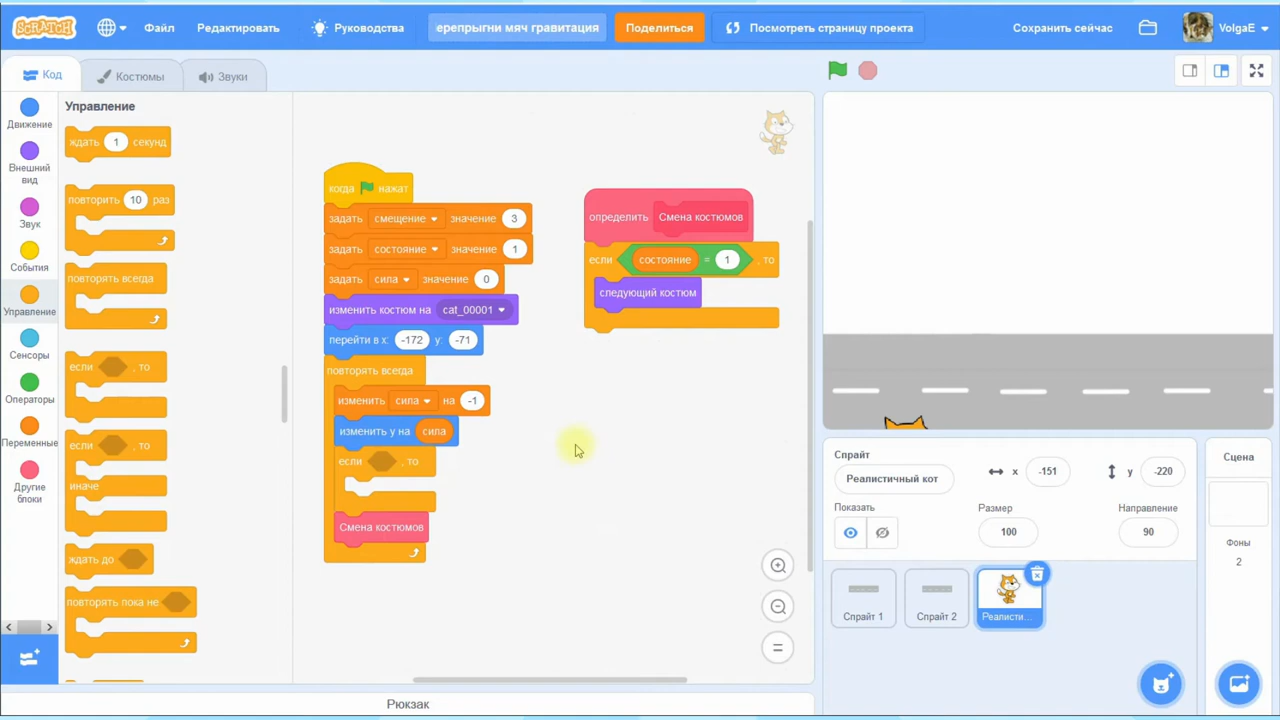 SCRATCH
Файл
Редактировать
Руководства
ерепрыгни мяч гравитация
Поделиться
Посмотреть страницу проекта
Сохранить сейчас
VolgaE
Код
Костюмы
Звуки
Движение
Внешний
вид
Звук
События
Управление
Сенсоры
Операторы
Переменные
Другие
блоки
Управление
ждать 1 секунд
повторить 10 раз
повторять всегда
если , то
если , то
иначе
ждать до
повторять пока не
когда нажат
задать смещение значение 3
задать состояние значение 1
задать сила значение 0
изменить костюм на cat_00001
перейти в x: -172 y: -71
повторять всегда
изменить сила на -1
изменить y на сила
если , то
Смена костюмов
определить Смена костюмов
если состояние = 1 , то
следующий костюм
Рюкзак
Спрайт
Реалистичный кот
x -151
y -220
Показать
Размер
100
Направление
90
Спрайт 1
Спрайт 2
Реалисти...
Сцена
Фоны
2